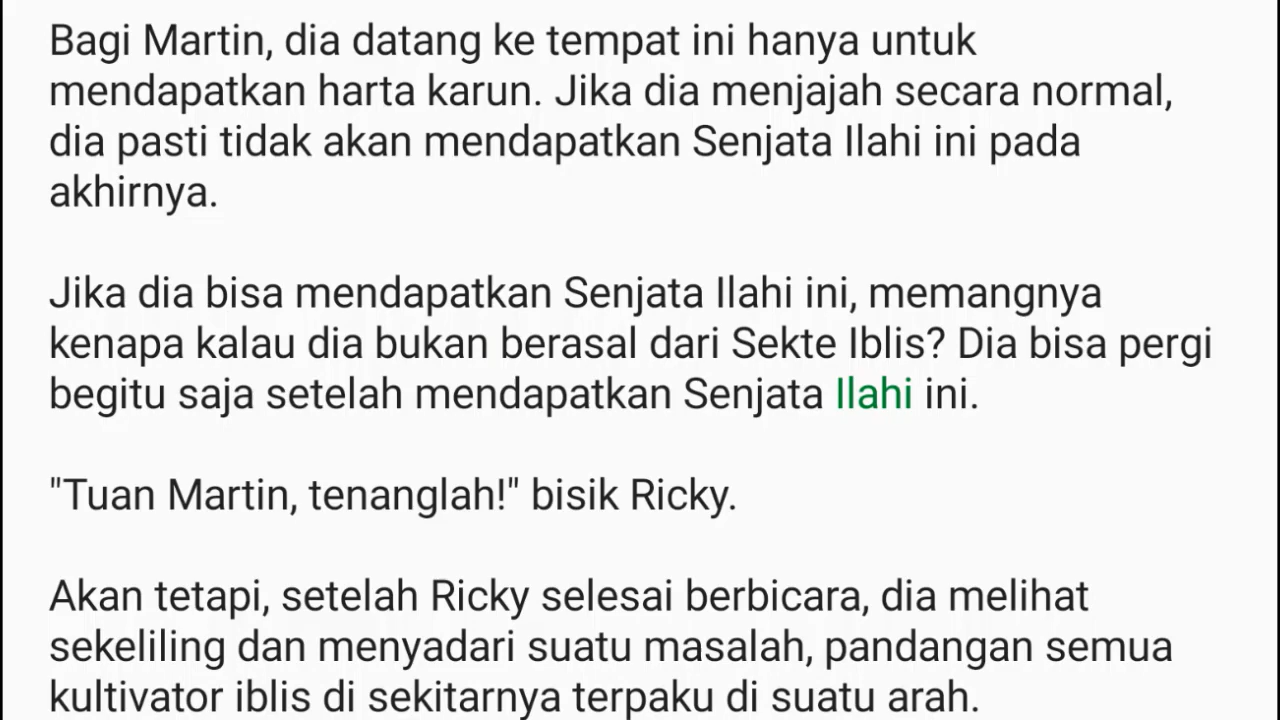 Bagi Martin, dia datang ke tempat ini hanya untuk
mendapatkan harta karun. Jika dia menjajah secara normal,
dia pasti tidak akan mendapatkan Senjata Ilahi ini pada
akhirnya.
Jika dia bisa mendapatkan Senjata Ilahi ini, memangnya
kenapa kalau dia bukan berasal dari Sekte Iblis? Dia bisa pergi
begitu saja setelah mendapatkan Senjata Ilahi ini.
"Tuan Martin, tenanglah!" bisik Ricky.
Akan tetapi, setelah Ricky selesai berbicara, dia melihat
sekeliling dan menyadari suatu masalah, pandangan semua
kultivator iblis di sekitarnya terpaku di suatu arah.